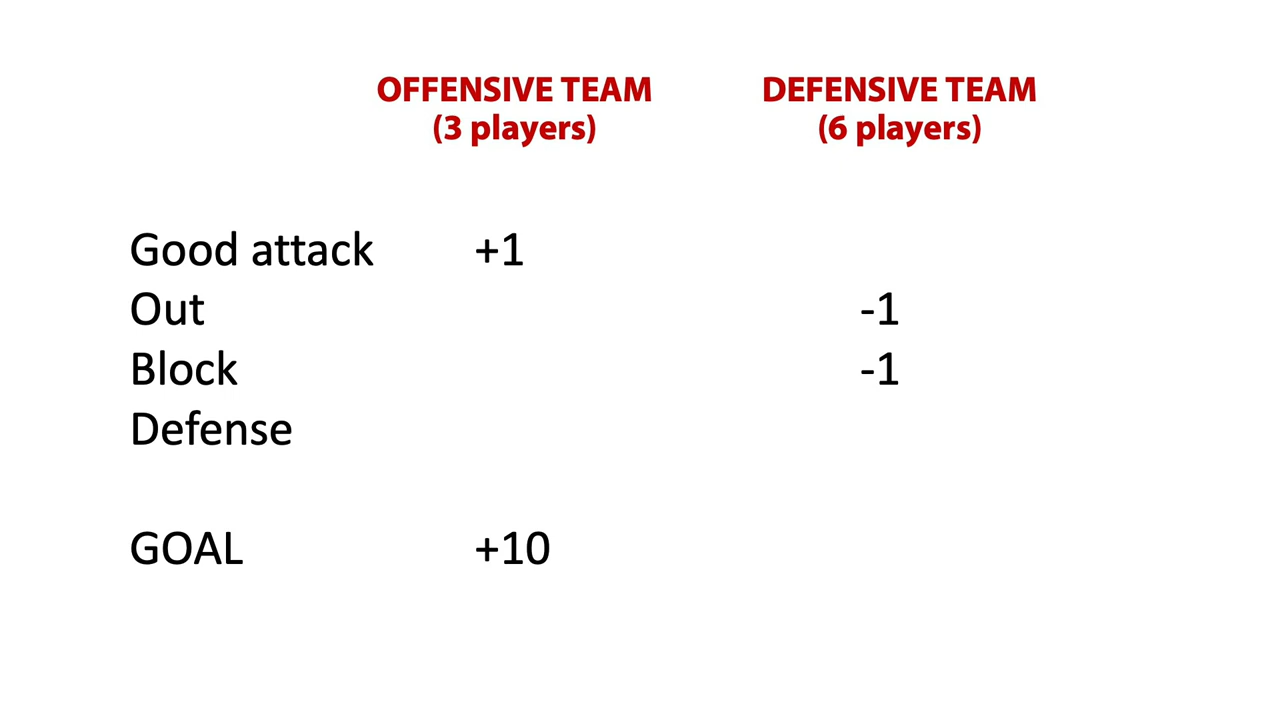 OFFENSIVE TEAM DEFENSIVE TEAM
(3 players) (6 players)
Good attack +1
Out -1
Block -1
Defense
GOAL +10